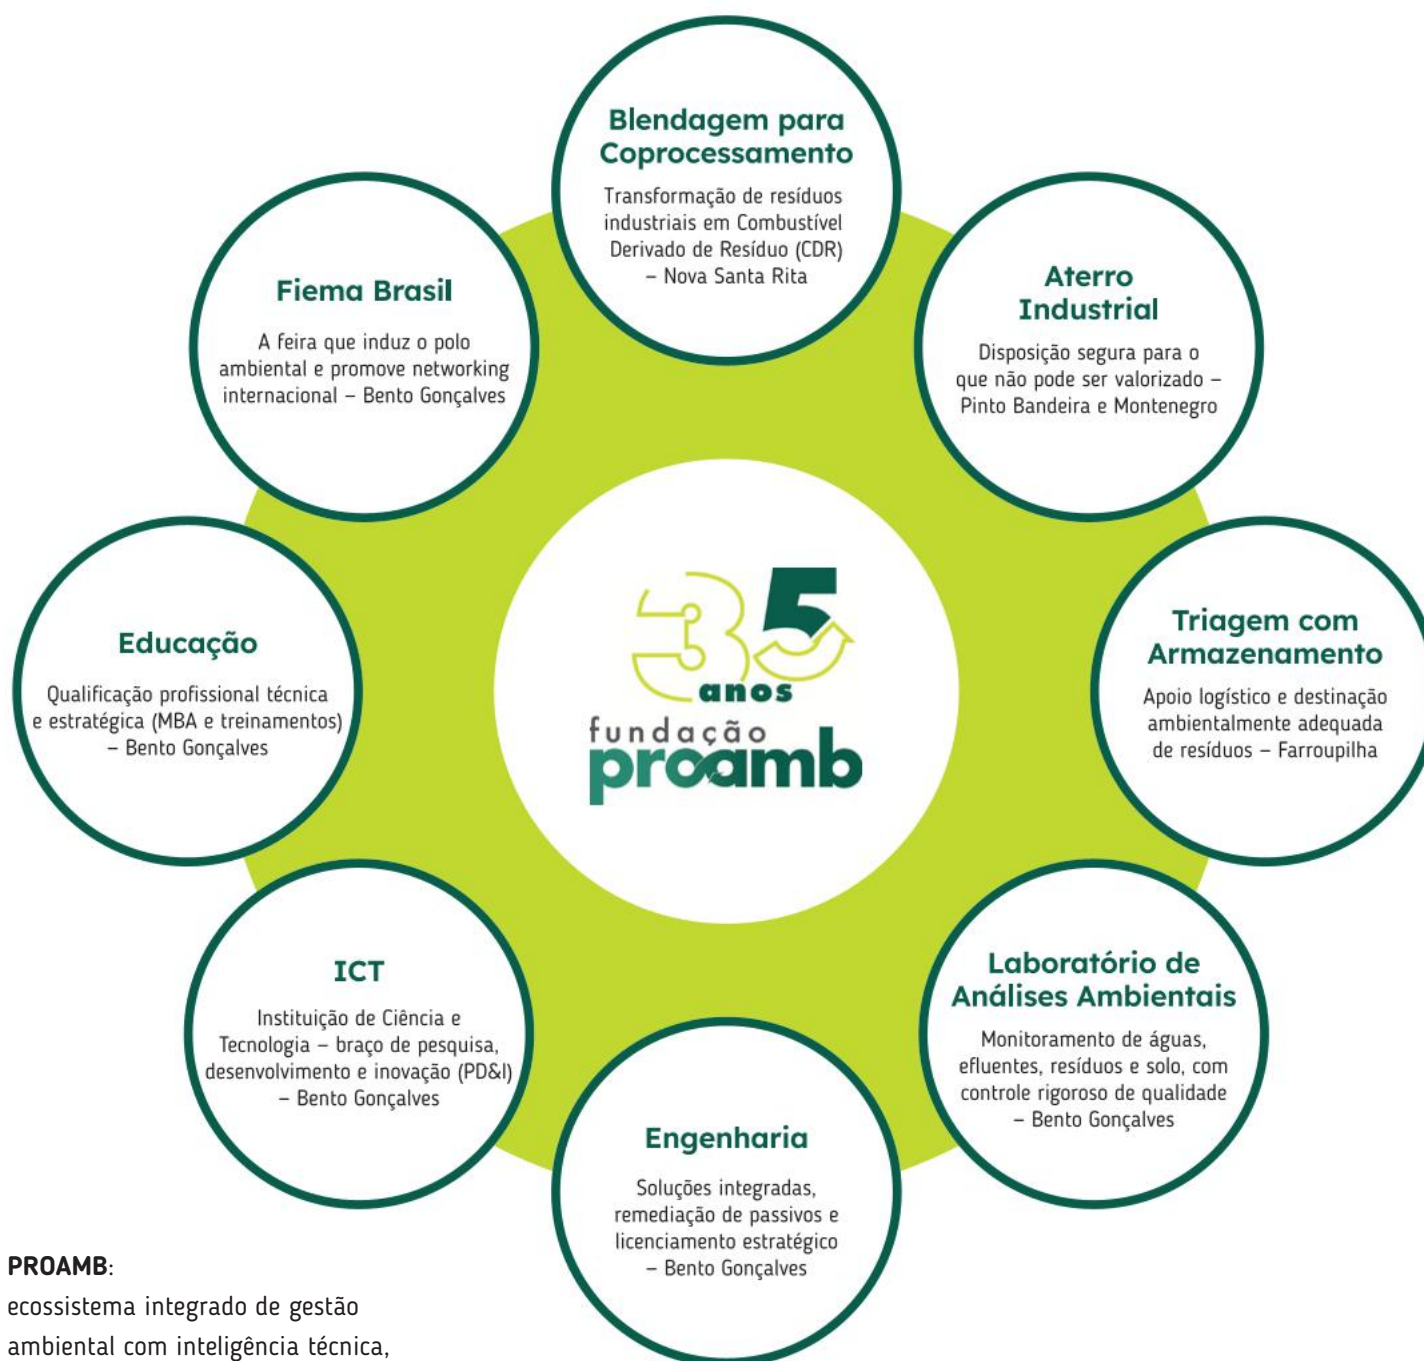 Blendagem para
Coprocessamento
Transformação de resíduos
industriais em Combustível
Derivado de Resíduo (CDR)
– Nova Santa Rita
Aterro
Industrial
Disposição segura para o
que não pode ser valorizado –
Pinto Bandeira e Montenegro
Triagem com
Armazenamento
Apoio logístico e destinação
ambientalmente adequada
de resíduos – Farroupilha
Laboratório de
Análises Ambientais
Monitoramento de águas,
efluentes, resíduos e solo, com
controle rigoroso de qualidade
– Bento Gonçalves
Engenharia
Soluções integradas,
remediação de passivos e
licenciamento estratégico
– Bento Gonçalves
ICT
Instituição de Ciência e
Tecnologia – braço de pesquisa,
desenvolvimento e inovação (PD&I)
– Bento Gonçalves
Educação
Qualificação profissional técnica
e estratégica (MBA e treinamentos)
– Bento Gonçalves
Fiema Brasil
A feira que induz o polo
ambiental e promove networking
internacional – Bento Gonçalves
35
anos
fundação
proamb
PROAMB:
ecossistema integrado de gestão
ambiental com inteligência técnica,